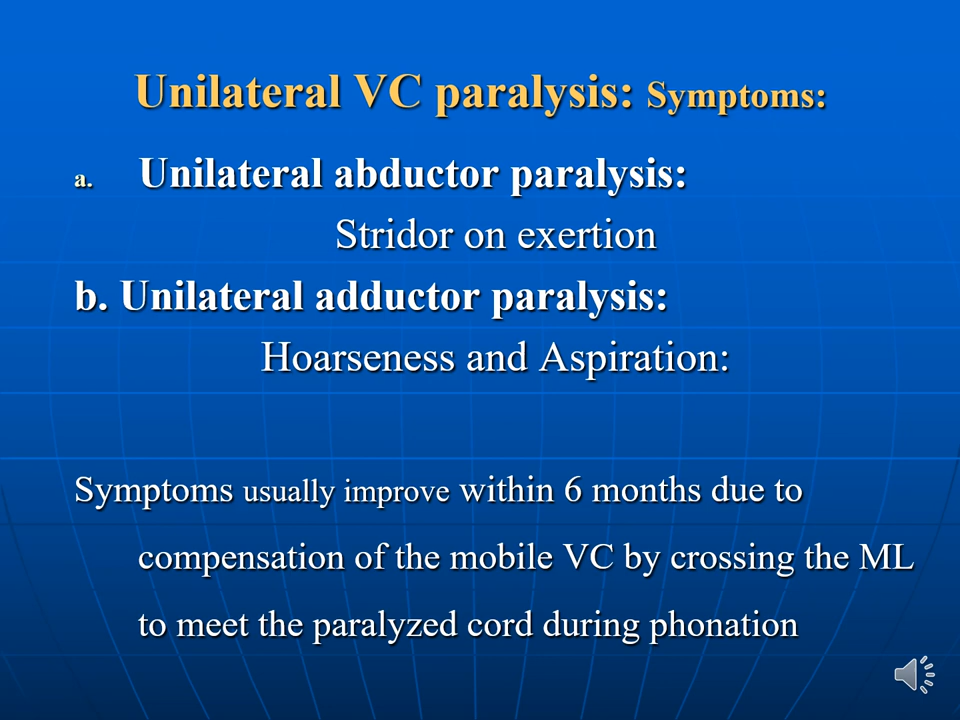 Unilateral VC paralysis: Symptoms:
a. Unilateral abductor paralysis:
Stridor on exertion
b. Unilateral adductor paralysis:
Hoarseness and Aspiration:
Symptoms usually improve within 6 months due to
compensation of the mobile VC by crossing the ML
to meet the paralyzed cord during phonation